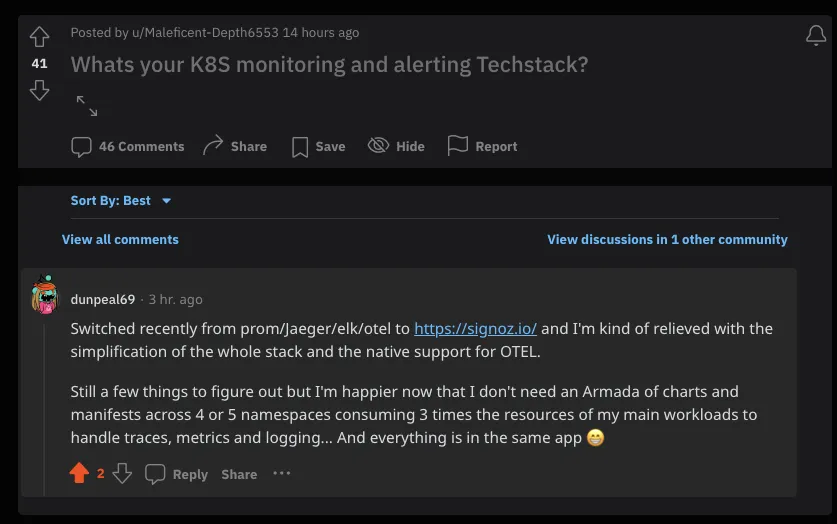 Posted by u/Maleficent-Depth6553 14 hours ago
41
Whats your K8S monitoring and alerting Techstack?
46 Comments Share Save Hide Report
Sort By: Best
View all comments View discussions in 1 other community
dunpeal69 · 3 hr. ago
Switched recently from prom/Jaeger/elk/otel to https://signoz.io/ and I'm kind of relieved with the
simplification of the whole stack and the native support for OTEL.
Still a few things to figure out but I'm happier now that I don't need an Armada of charts and
manifests across 4 or 5 namespaces consuming 3 times the resources of my main workloads to
handle traces, metrics and logging... And everything is in the same app 😁
2 Reply Share ···